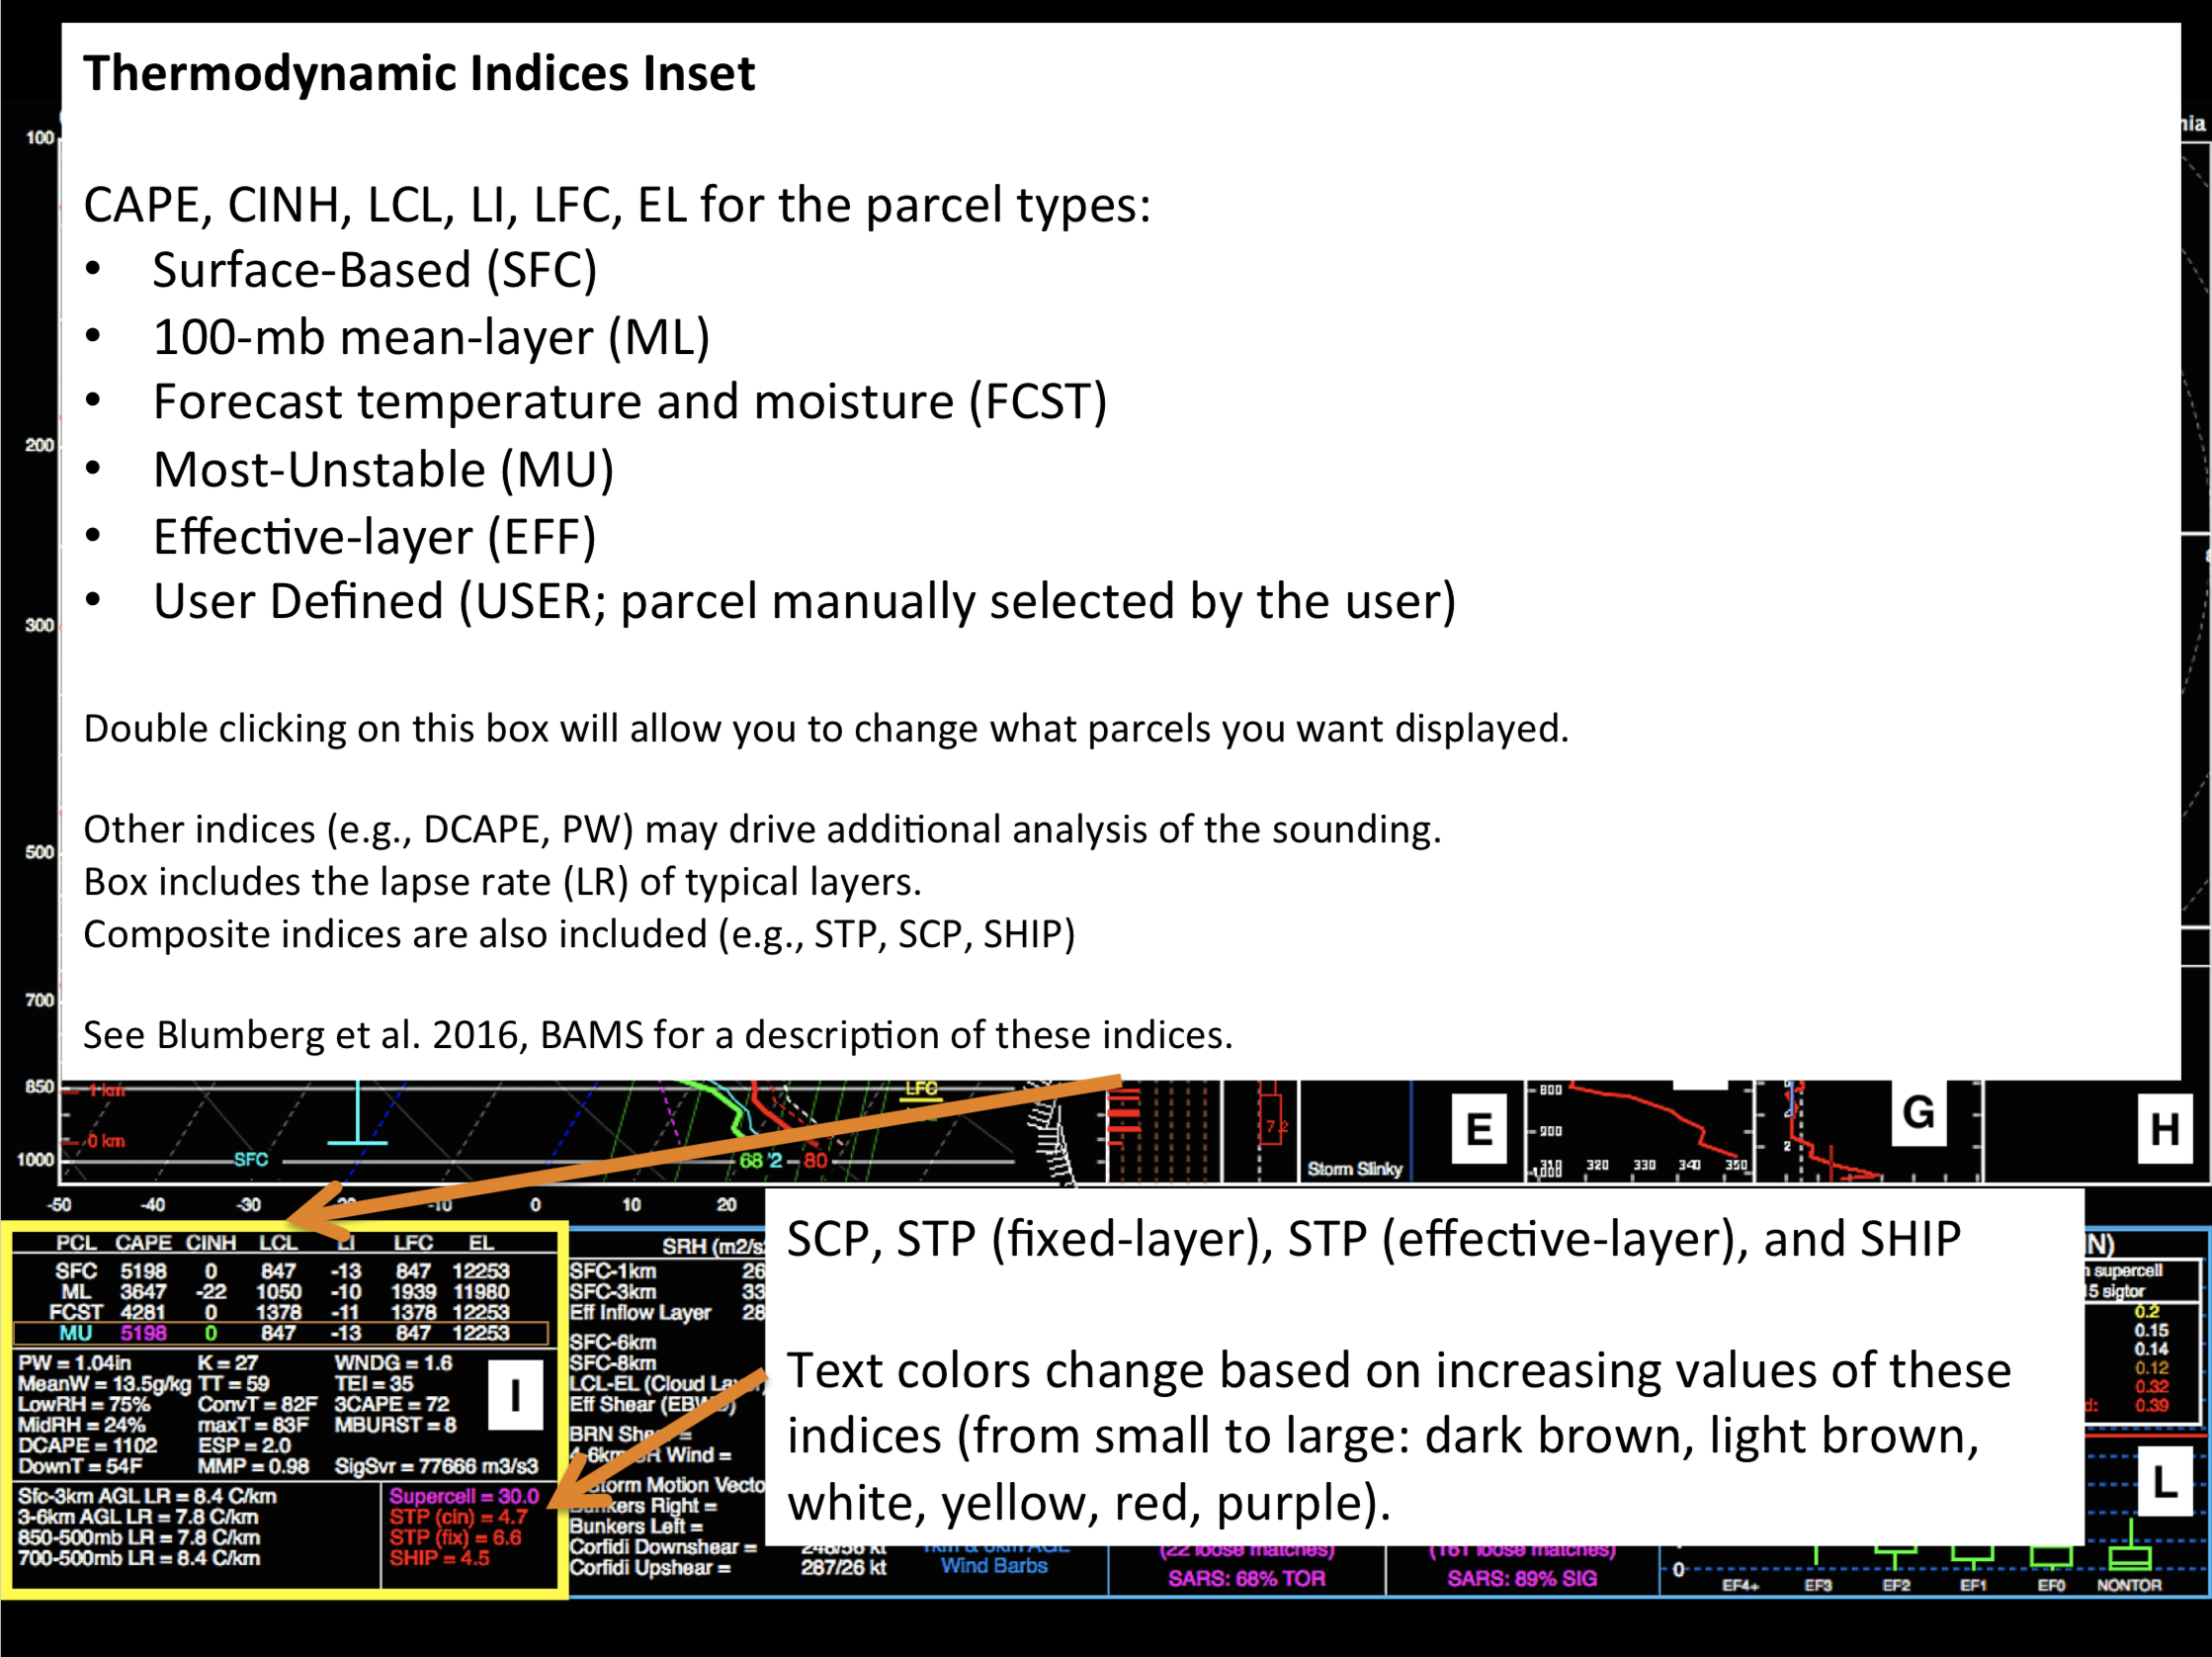 Thermodynamic Indices Inset
CAPE, CINH, LCL, LI, LFC, EL for the parcel types:
• Surface-Based (SFC)
• 100-mb mean-layer (ML)
• Forecast temperature and moisture (FCST)
• Most-Unstable (MU)
• Effective-layer (EFF)
• User Defined (USER; parcel manually selected by the user)
Double clicking on this box will allow you to change what parcels you want displayed.
Other indices (e.g., DCAPE, PW) may drive additional analysis of the sounding.
Box includes the lapse rate (LR) of typical layers.
Composite indices are also included (e.g., STP, SCP, SHIP)
See Blumberg et al. 2016, BAMS for a description of these indices.
100
200
300
500
700
850
1000
1 km
0 km
SFC
LFC
68
80
-50 -40 -30 -10 0 10 20
Storm Slinky
E
800
900
320 330 340 350
G
H
PCL CAPE CINH LCL LI LFC EL
SFC 5198 0 847 -13 847 12253
ML 3647 -22 1050 -10 1939 11980
FCST 4281 0 1378 -11 1378 12253
MU 5198 0 847 -13 847 12253
PW = 1.04in K = 27 WNDG = 1.6
MeanW = 13.5g/kg TT = 59 TEI = 35
LowRH = 75% ConvT = 82F 3CAPE = 72
MidRH = 24% maxT = 83F MBURST = 8
DCAPE = 1102 ESP = 2.0
DownT = 54F MMP = 0.98 SigSvr = 77666 m3/s3
I
Sfc-3km AGL LR = 8.4 C/km
3-6km AGL LR = 7.8 C/km
850-500mb LR = 7.8 C/km
700-500mb LR = 8.4 C/km
Supercell = 30.0
STP (cin) = 4.7
STP (fix) = 6.6
SHIP = 4.5
SRH (m2/s
SFC-1km 26
SFC-3km 33
Eff Inflow Layer 28
SFC-6km
SFC-8km
LCL-EL (Cloud
Eff Shear
BRN
Wind =
Storm Motion Vecto
Bunkers Right =
Bunkers Left =
Corfidi Downshear =
Corfidi Upshear = 287/26 kt
Wind Barbs
SCP, STP (fixed-layer), STP (effective-layer), and SHIP
Text colors change based on increasing values of these
indices (from small to large: dark brown, light brown,
white, yellow, red, purple).
(22 loose matches)
SARS: 68% TOR
(161 loose matches)
SARS: 89% SIG
supercell
sigtor
0.2
0.15
0.14
0.12
0.32
0.39
L
0
EF4+ EF3 EF2 EF1 EF0 NONTOR